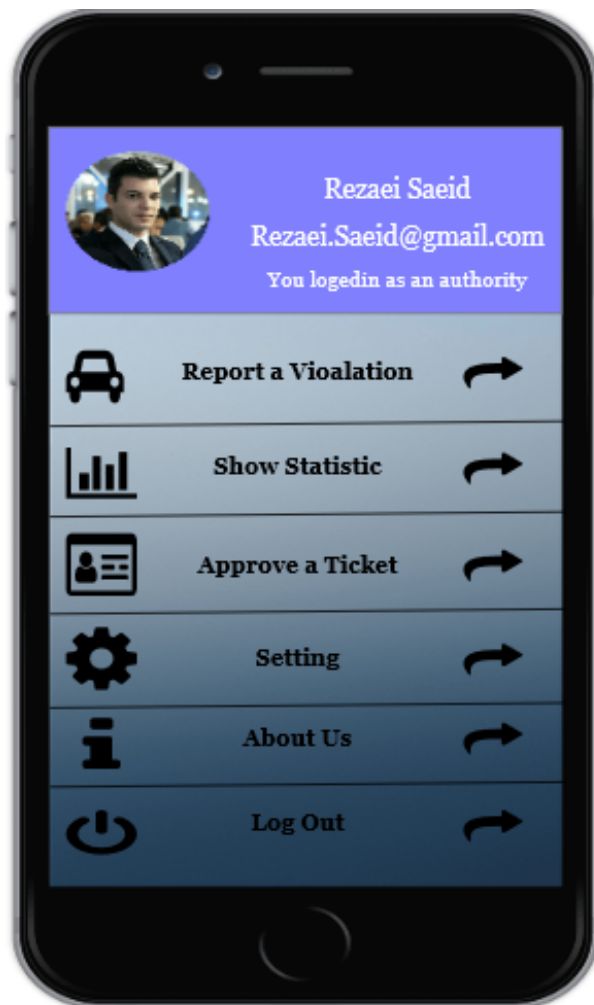 Rezaei Saeid
Rezaei.Saeid@gmail.com
You logedin as an authority
Report a Vioalation
Show Statistic
Approve a Ticket
Setting
About Us
Log Out